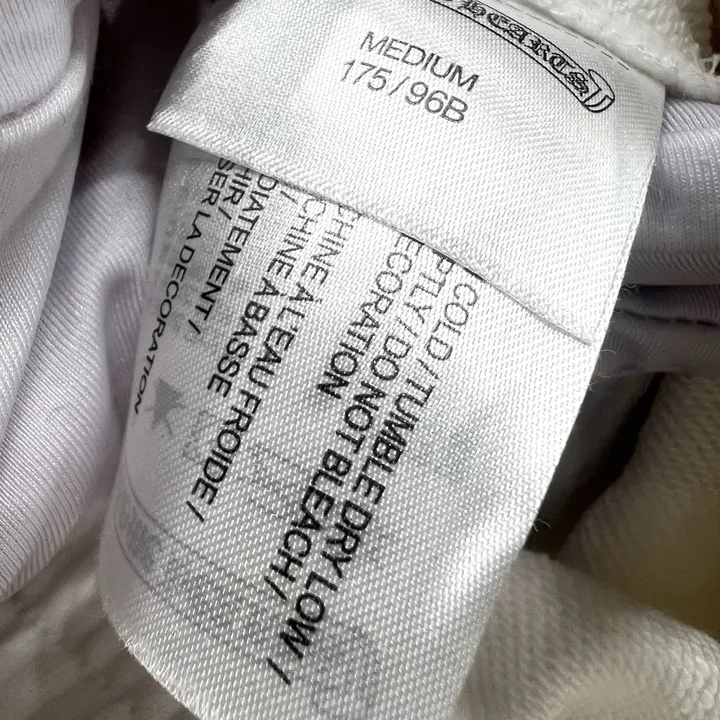 HEARTS
MEDIUM
175/96B
COLD/TUMBLE DRY LOW/
PTLY/DO NOT BLEACH/
ECORATION
CHINE A L'EAU FROIDE/
CHINE A BASSE
DIATEMENT/
HIR/
SER LA DECORATION